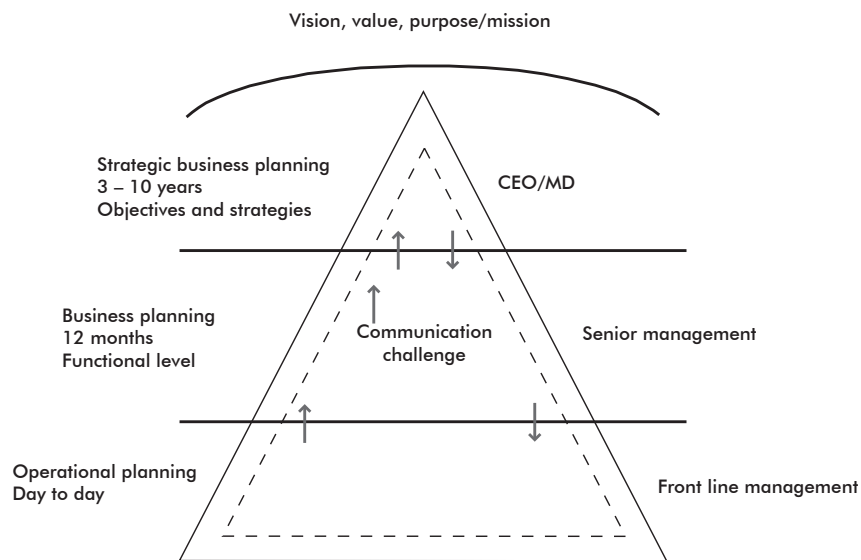 Vision, value, purpose/mission
Strategic business planning
3 – 10 years
Objectives and strategies
CEO/MD
Business planning
12 months
Functional level
Communication
challenge
Senior management
Operational planning
Day to day
Front line management